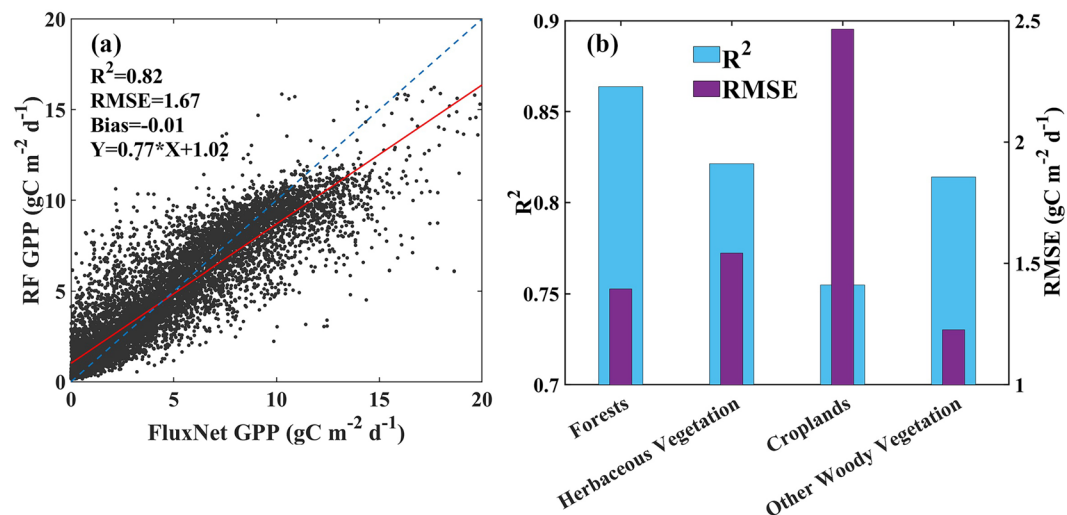 (a)
R²=0.82
RMSE=1.67
Bias=-0.01
Y=0.77*X+1.02
20
15
10
5
0
RF GPP (gC m⁻² d⁻¹)
0 5 10 15 20
FluxNet GPP (gC m⁻² d⁻¹)
(b)
R²
RMSE
0.9
0.85
0.8
0.75
0.7
R²
2.5
2
1.5
1
RMSE (gC m⁻² d⁻¹)
Forests
Herbaceous Vegetation
Croplands
Other Woody Vegetation